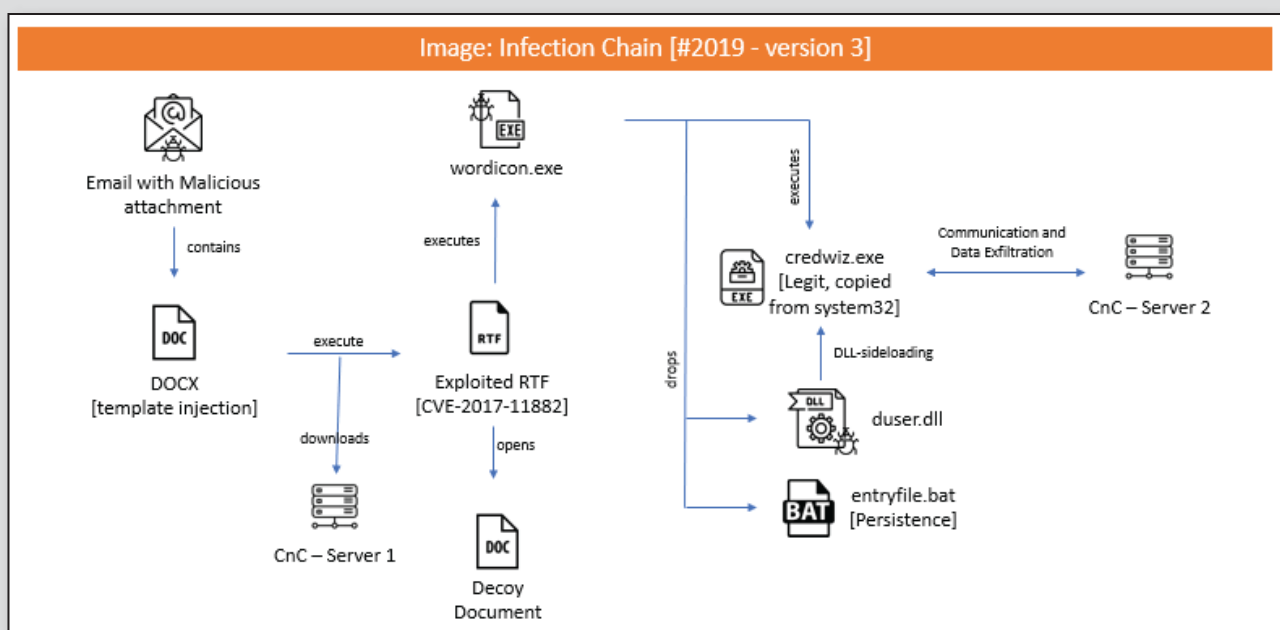 Image: Infection Chain [#2019 - version 3]
@
Email with Malicious
attachment
contains
DOC
DOCX
[template injection]
execute
downloads
CnC – Server 1
EXE
wordicon.exe
executes
RTF
Exploited RTF
[CVE-2017-11882]
opens
DOC
Decoy
Document
executes
drops
EXE
credwiz.exe
[Legit, copied
from system32]
Communication and
Data Exfiltration
CnC – Server 2
DLL-sideloading
DLL
duser.dll
BAT
entryfile.bat
[Persistence]